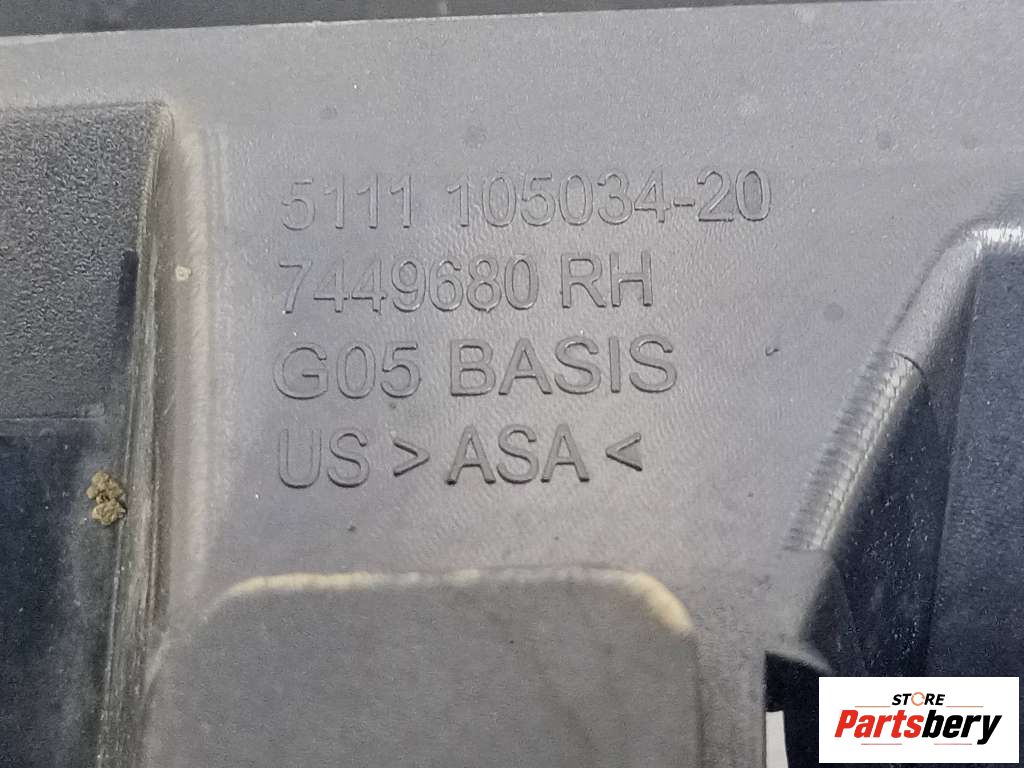 5111 105034-20
7449680 RH
G05 BASIS
US > ASA <
STORE
Partsbery